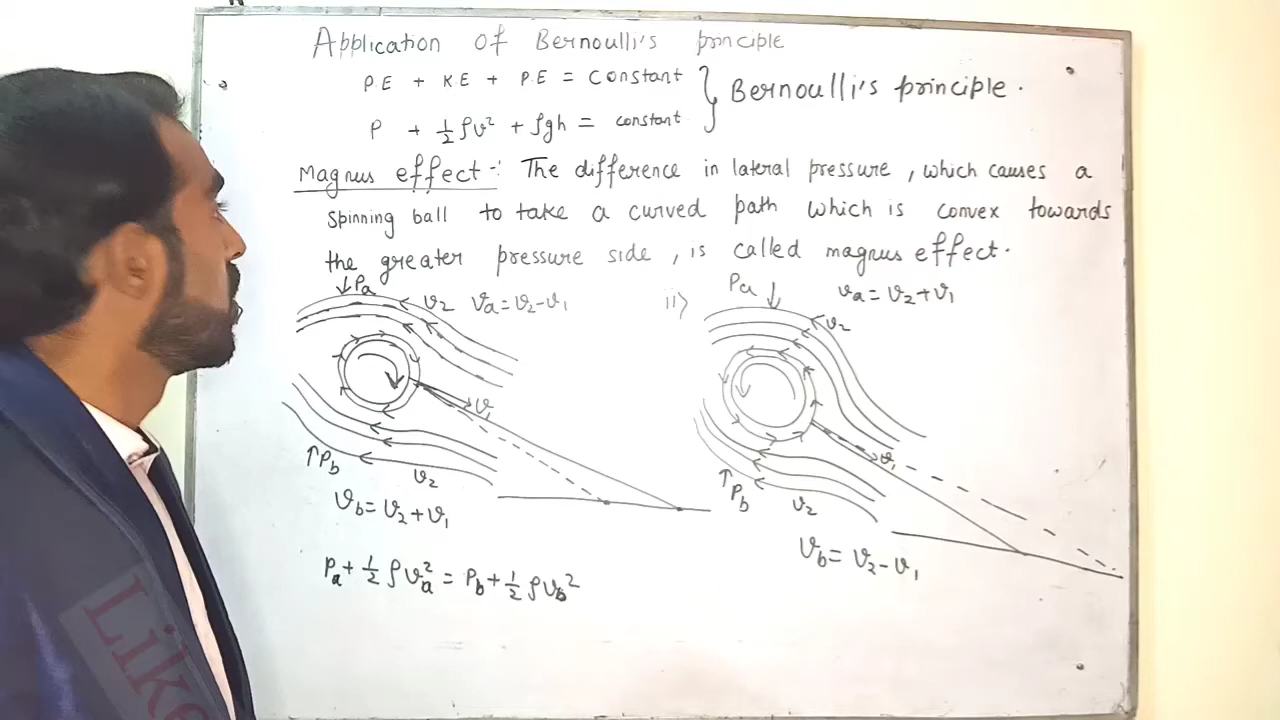 Application of Bernoulli's principle
P.E + K.E + P.E = constant } Bernoulli's principle.
P + ½ρv² + ρgh = constant
Magnus effect:- The difference in lateral pressure, which causes a
spinning ball to take a curved path which is convex towards
the greater pressure side, is called magnus effect.
↓Pa v₂ va = v₂-v₁
v₁
↑Pb v₂
vb = v₂ + v₁
Pa + ½ρva² = Pb + ½ρvb²
ii> Pa↓ va = v₂ + v₁
v₂
v₁
↑Pb v₂
vb = v₂ - v₁
Like